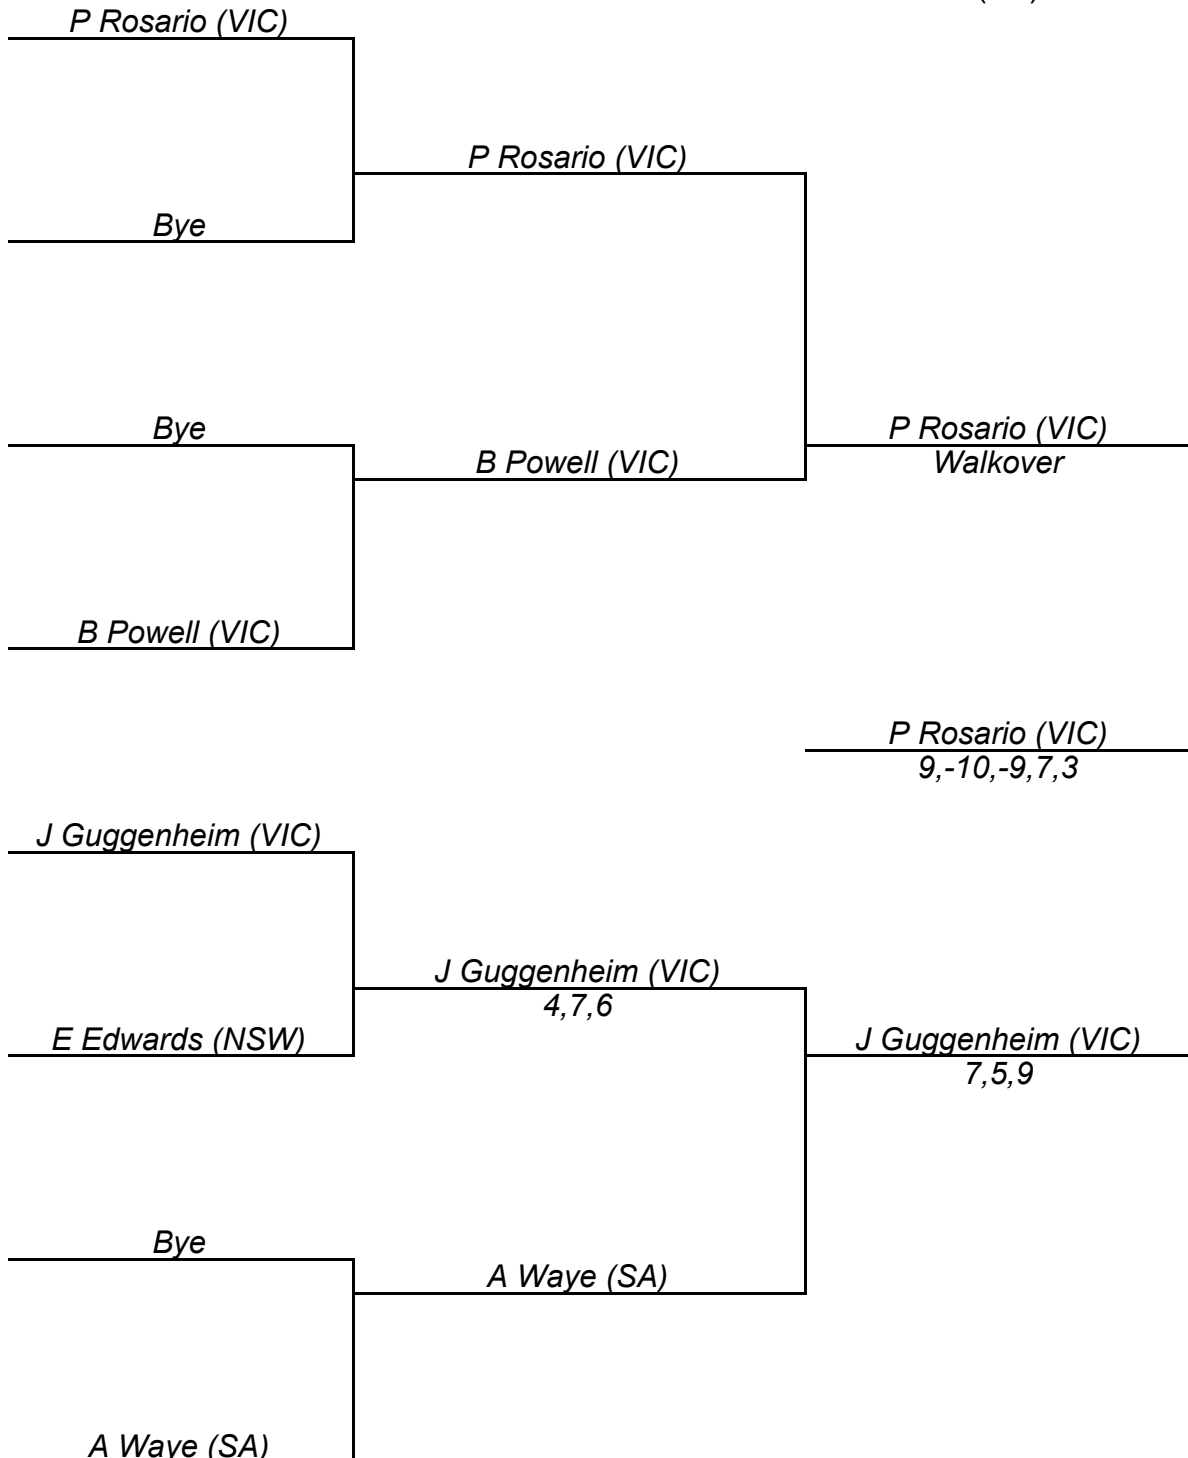 P Rosario (VIC)
P Rosario (VIC)
Bye
Bye
P Rosario (VIC)
B Powell (VIC)
Walkover
B Powell (VIC)
P Rosario (VIC)
9,-10,-9,7,3
J Guggenheim (VIC)
J Guggenheim (VIC)
4,7,6
E Edwards (NSW)
J Guggenheim (VIC)
7,5,9
Bye
A Waye (SA)
A Waye (SA)